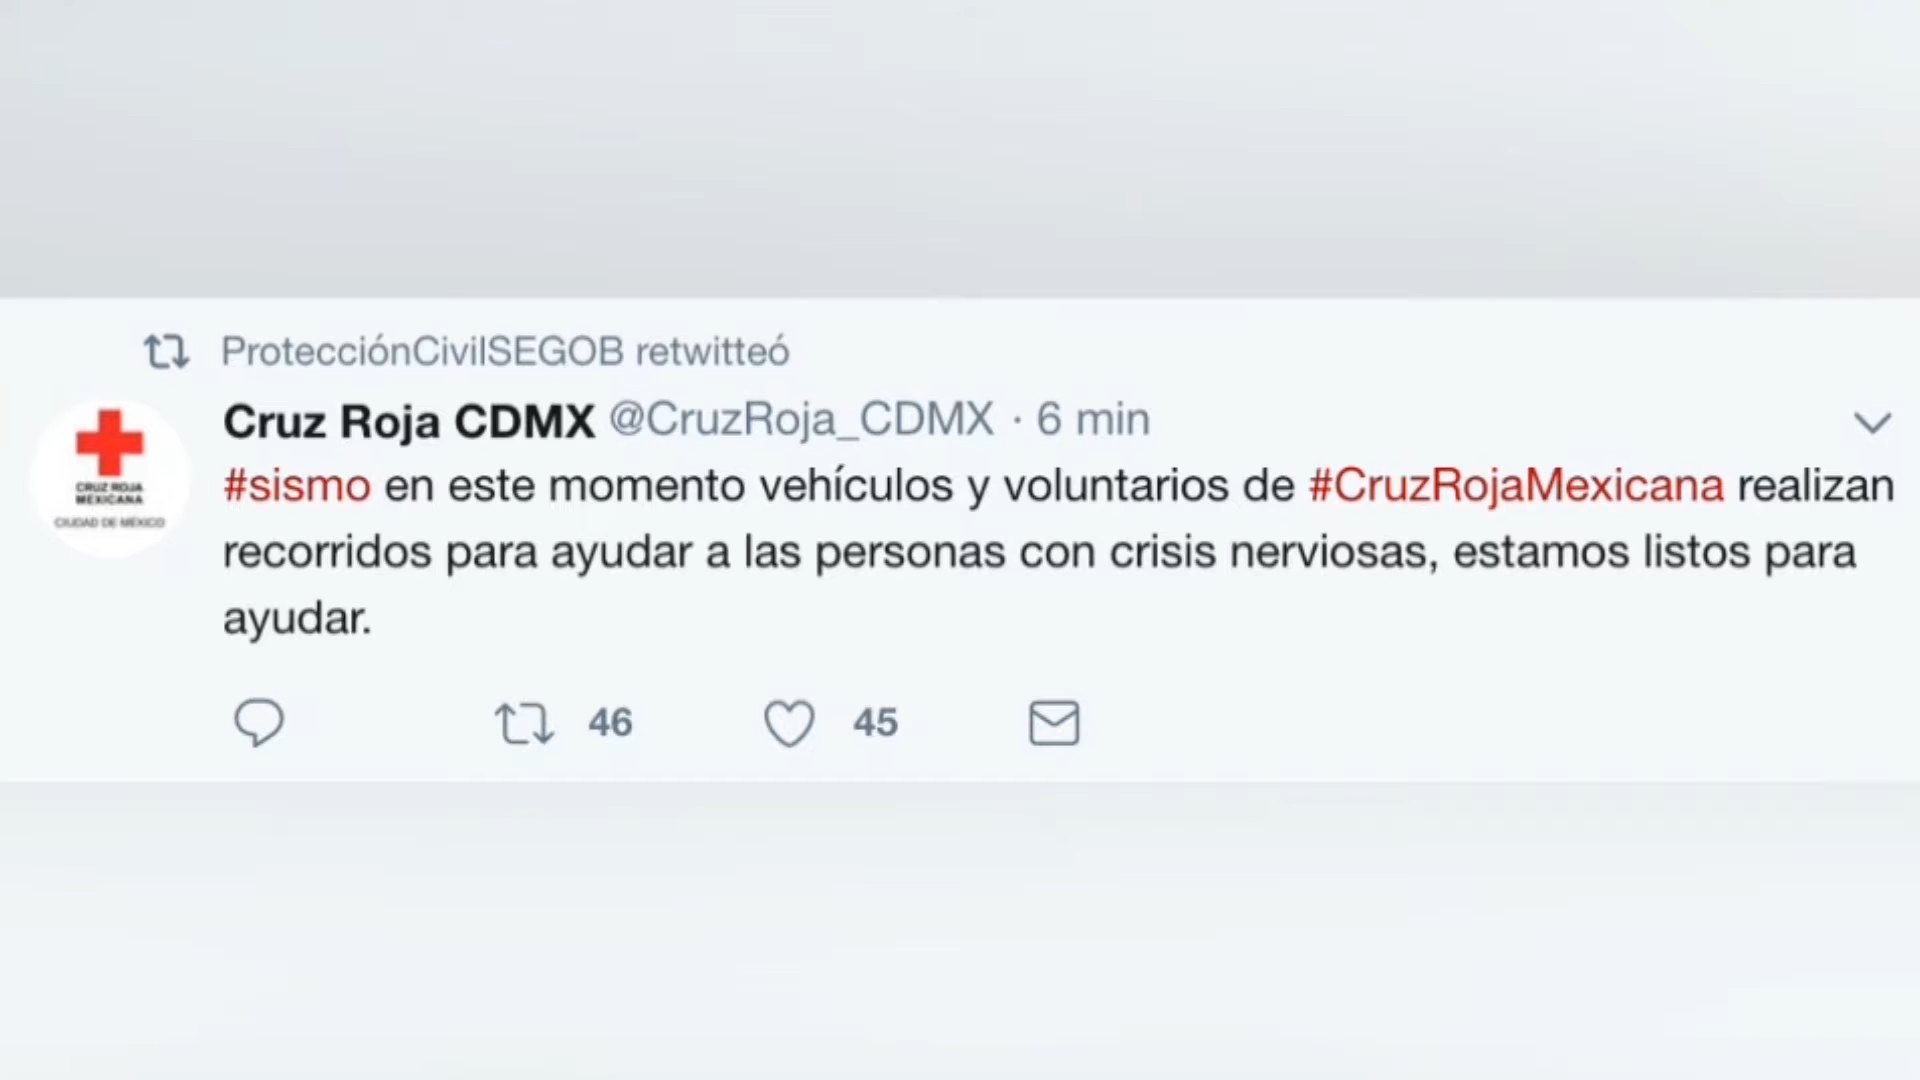 ProtecciónCivilSEGOB retwitteó
Cruz Roja CDMX @CruzRoja_CDMX · 6 min
#sismo en este momento vehículos y voluntarios de #CruzRojaMexicana realizan
recorridos para ayudar a las personas con crisis nerviosas, estamos listos para
ayudar.
CRUZ ROJA
MEXICANA
CIUDAD DE MÉXICO
46 45